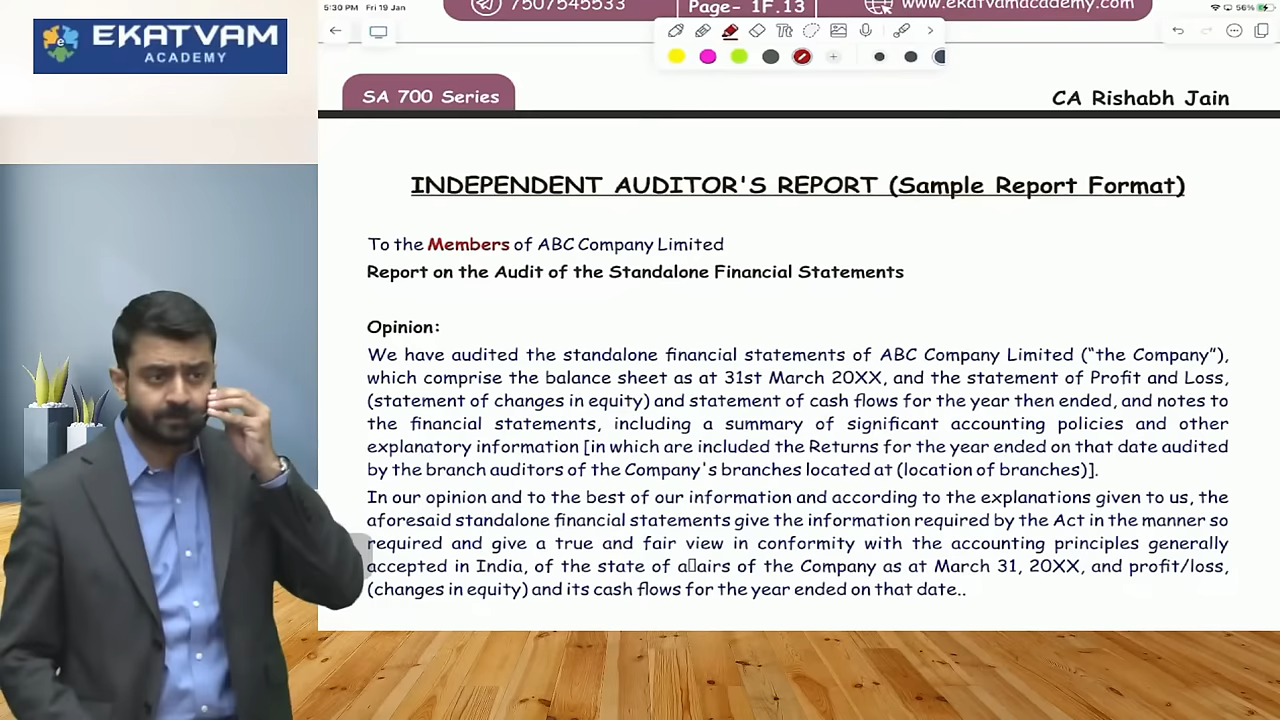 EKATVAM
ACADEMY
5:30 PM Fri 19 Jan
7507545533
Page- 1F.13
www.ekatvamacademy.com
56%
Tt
SA 700 Series
CA Rishabh Jain
INDEPENDENT AUDITOR'S REPORT (Sample Report Format)
To the Members of ABC Company Limited
Report on the Audit of the Standalone Financial Statements
Opinion:
We have audited the standalone financial statements of ABC Company Limited (“the Company”),
which comprise the balance sheet as at 31st March 20XX, and the statement of Profit and Loss,
(statement of changes in equity) and statement of cash flows for the year then ended, and notes to
the financial statements, including a summary of significant accounting policies and other
explanatory information [in which are included the Returns for the year ended on that date audited
by the branch auditors of the Company's branches located at (location of branches)].
In our opinion and to the best of our information and according to the explanations given to us, the
aforesaid standalone financial statements give the information required by the Act in the manner so
required and give a true and fair view in conformity with the accounting principles generally
accepted in India, of the state of a▯airs of the Company as at March 31, 20XX, and profit/loss,
(changes in equity) and its cash flows for the year ended on that date..